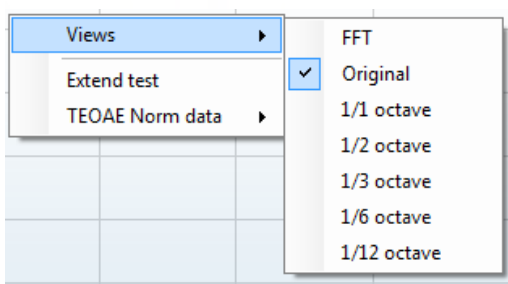 Views
Extend test
TEOAE Norm data
FFT
Original
1/1 octave
1/2 octave
1/3 octave
1/6 octave
1/12 octave